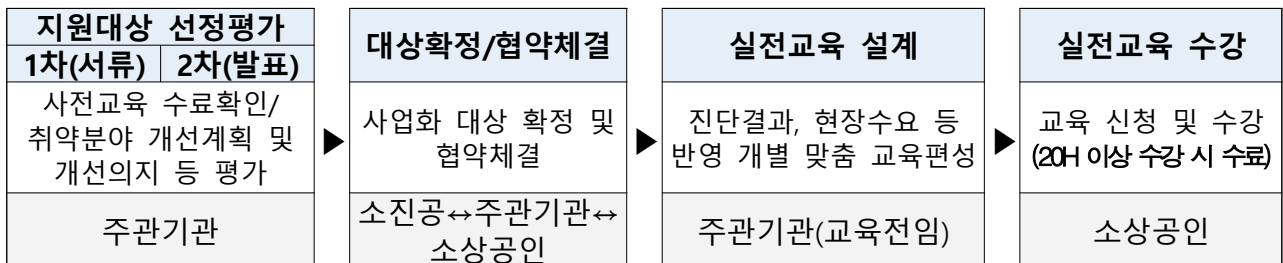 지원대상 선정평가
1차(서류) 2차(발표)
사전교육 수료확인/
취약분야 개선계획 및
개선의지 등 평가
주관기관
▶
대상확정/협약체결
사업화 대상 확정 및
협약체결
소진공↔주관기관↔
소상공인
▶
실전교육 설계
진단결과, 현장수요 등
반영 개별 맞춤 교육편성
주관기관(교육전임)
▶
실전교육 수강
교육 신청 및 수강
(20H 이상 수강 시 수료)
소상공인